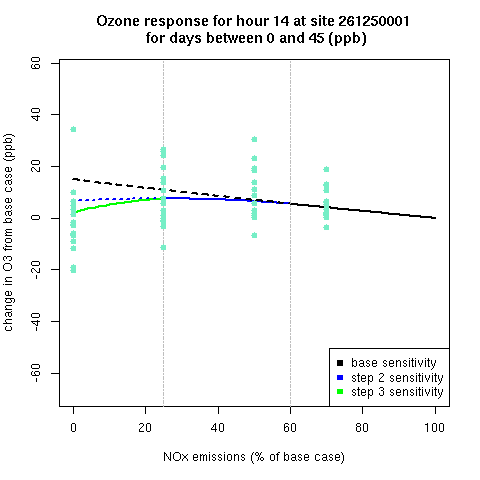 Ozone response for hour 14 at site 261250001
for days between 0 and 45 (ppb)
change in O3 from base case (ppb)
60
40
20
0
-20
-40
-60
base sensitivity
step 2 sensitivity
step 3 sensitivity
0
20
40
60
80
100
NOx emissions (% of base case)